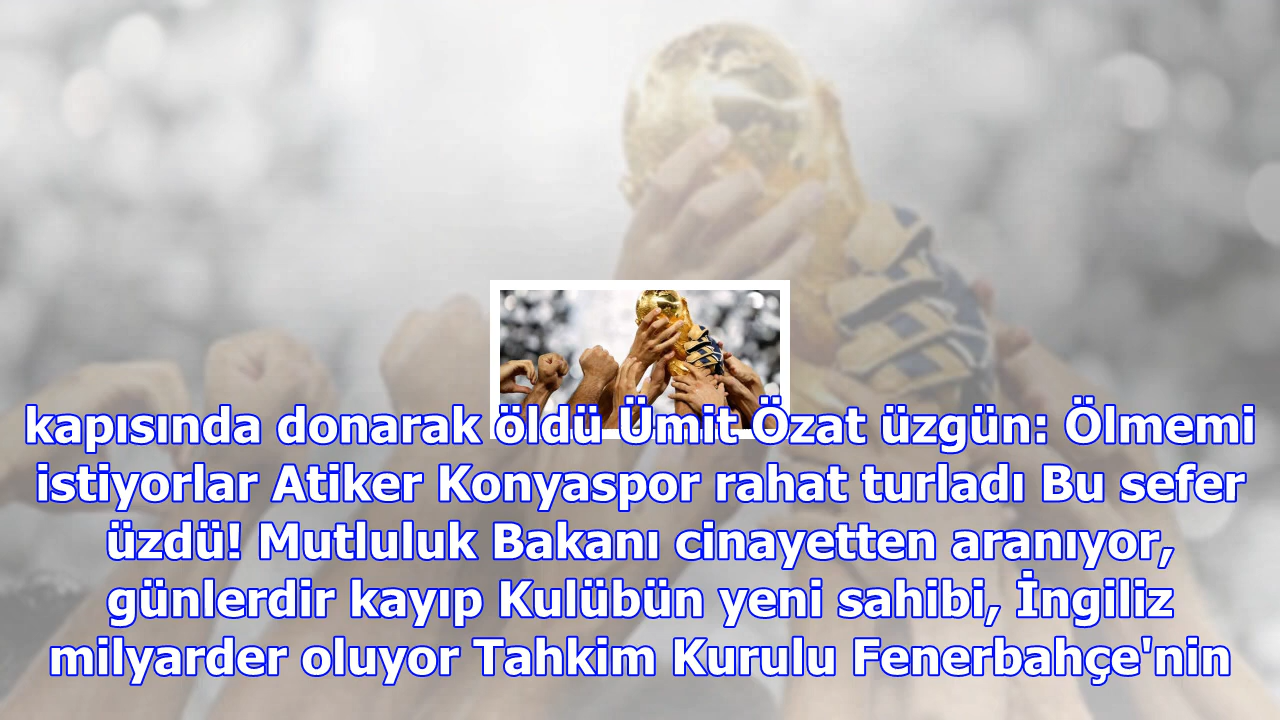 kapısında donarak öldü Ümit Özat üzgün: Ölmemi
istiyorlar Atiker Konyaspor rahat turladı Bu sefer
üzdü! Mutluluk Bakanı cinayetten aranıyor,
günlerdir kayıp Kulübün yeni sahibi, İngiliz
milyarder oluyor Tahkim Kurulu Fenerbahçe'nin